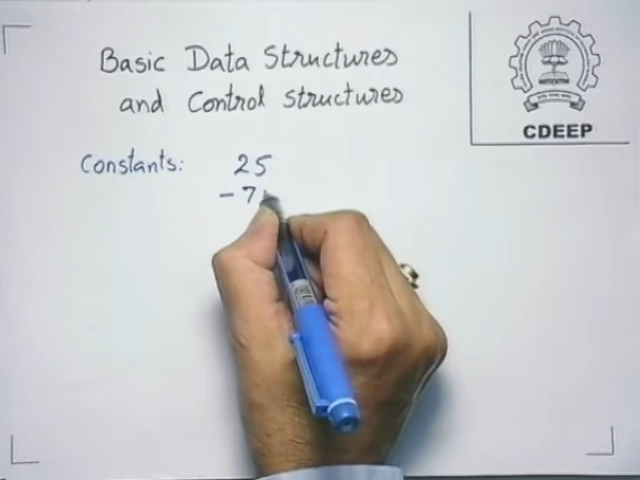 Basic Data Structures
and Control structures
CDEEP
Constants: 25
-7